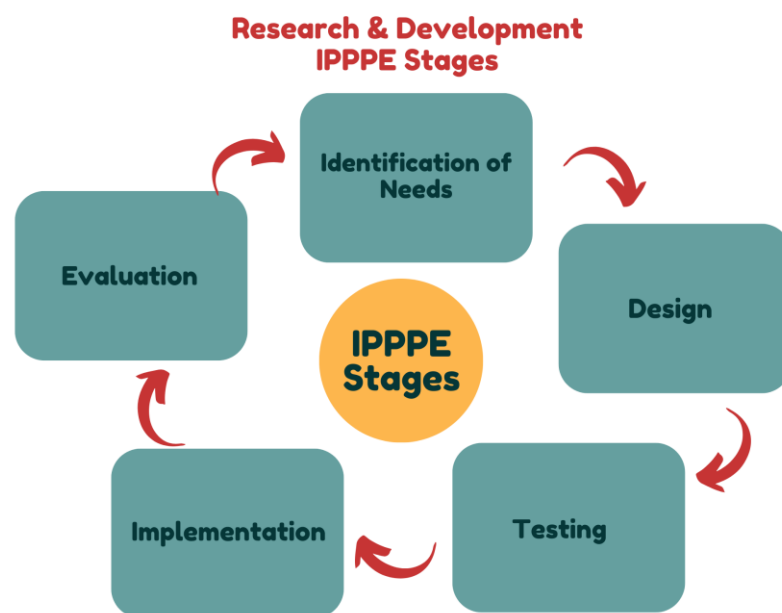 Research & Development
IPPPE Stages
Identification of
Needs
Design
Testing
Implementation
Evaluation
IPPPE
Stages